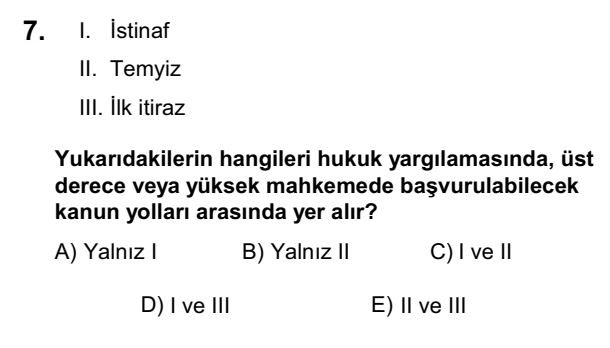 7. I. İstinaf
II. Temyiz
III. İlk itiraz
Yukarıdakilerin hangileri hukuk yargılamasında, üst
derece veya yüksek mahkemede başvurulabilecek
kanun yolları arasında yer alır?
A) Yalnız I B) Yalnız II C) I ve II
D) I ve III E) II ve III